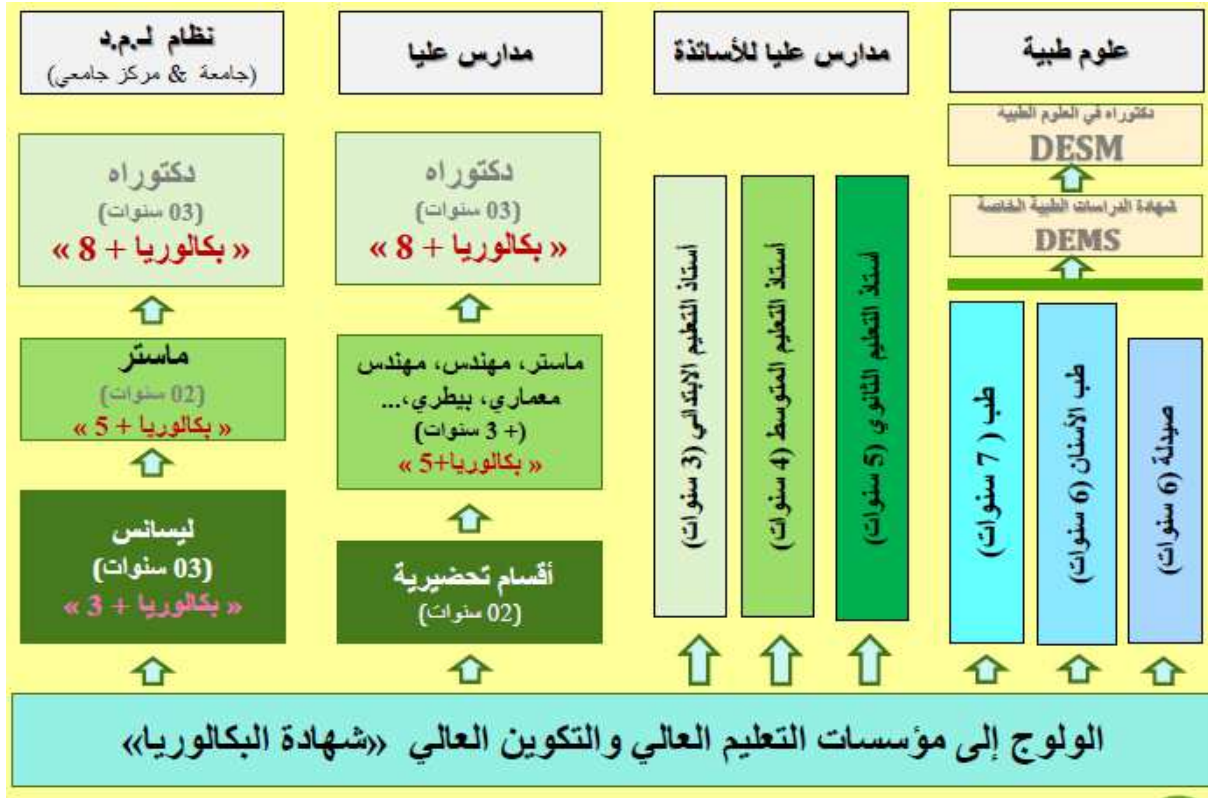 علوم طبية
دكتوراه في العلوم الطبية
DESM
شهادة الدراسات الطبية الخاصة
DEMS
صيدلة (6 سنوات)
طب الأسنان (6 سنوات)
طب ( 7 سنوات)
مدارس عليا للأساتذة
أستاذ التعليم الثانوي (5 سنوات)
أستاذ التعليم المتوسط (4 سنوات)
أستاذ التعليم الابتدائي (3 سنوات)
مدارس عليا
دكتوراه
(03 سنوات)
« بكالوريا + 8 »
ماستر، مهندس، مهندس
معماري، بيطري،...
(+ 3 سنوات)
« بكالوريا+5 »
أقسام تحضيرية
(02 سنوات)
نظام لـ.م.د
(جامعة & مركز جامعي)
دكتوراه
(03 سنوات)
« بكالوريا + 8 »
ماستر
(02 سنوات)
« بكالوريا + 5 »
ليسانس
(03 سنوات)
« بكالوريا + 3 »
الولوج إلى مؤسسات التعليم العالي والتكوين العالي «شهادة البكالوريا»